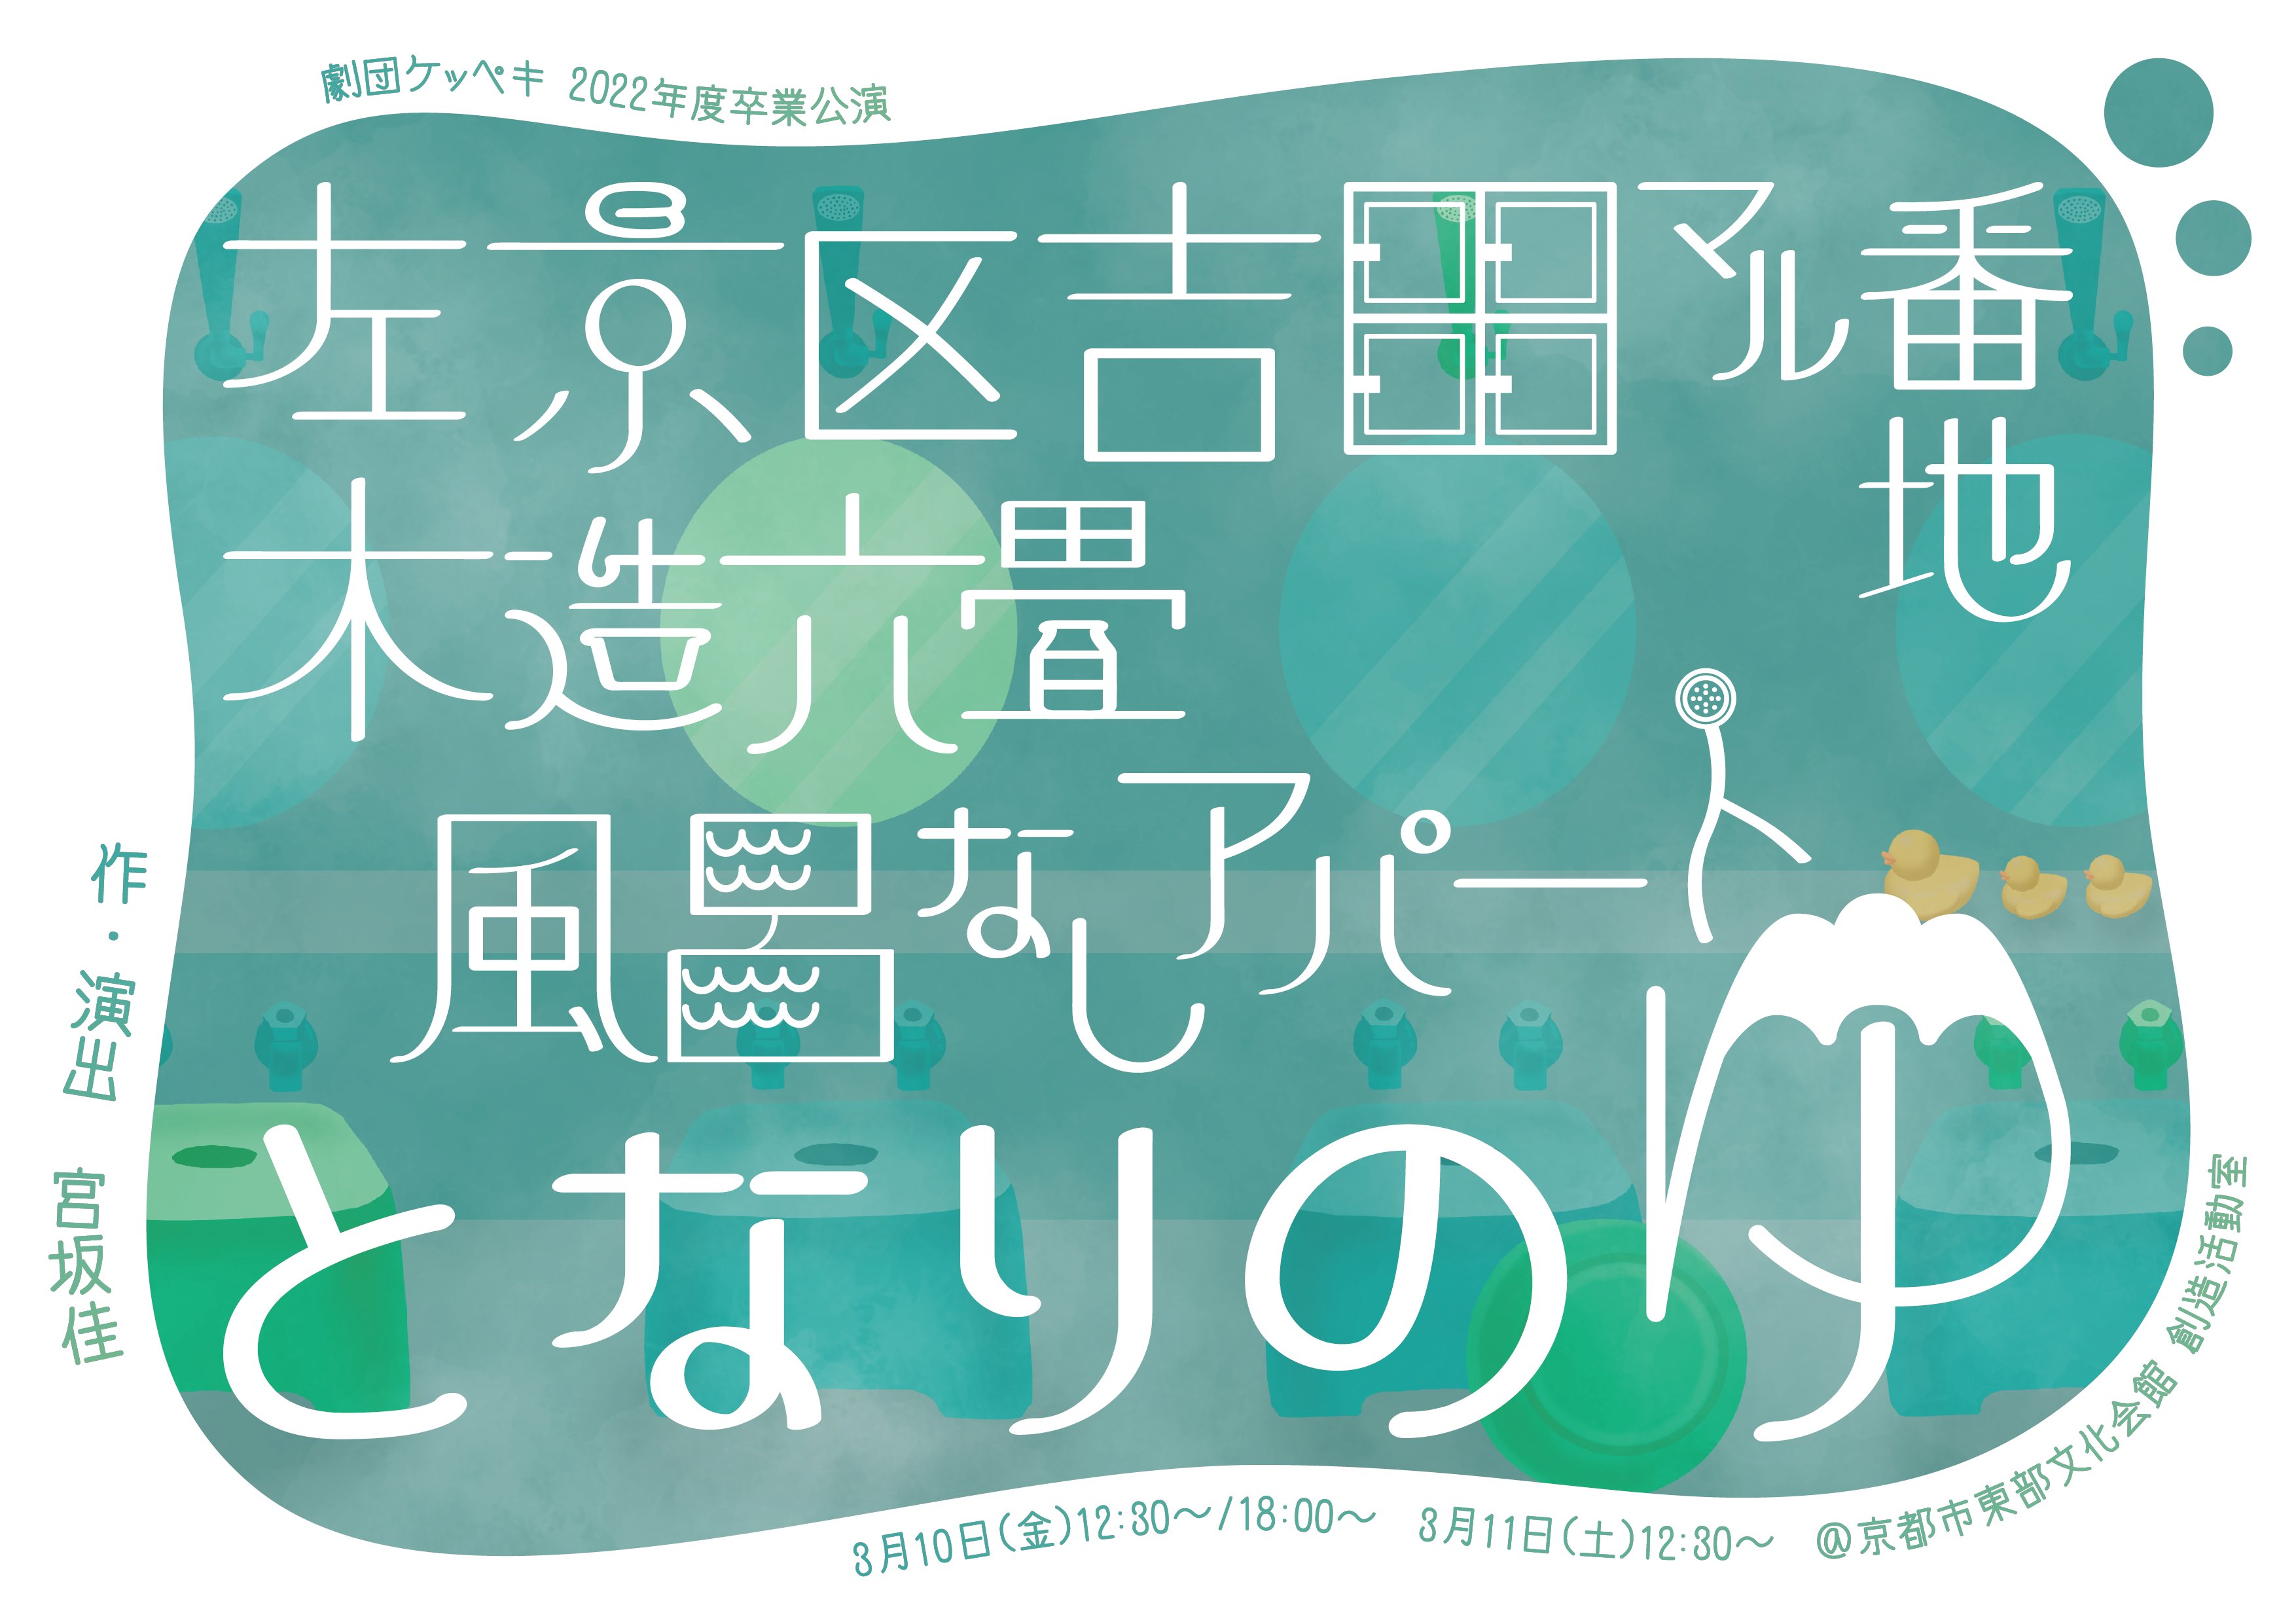 劇団ケッペキ 2022年度卒業公演
左京区吉田マル番地
木造六畳
風呂なしアパート
となりのゆ
作・演出 宮坂佳
3月10日(金)12:30〜/18:00〜 3月11日(土)12:30〜 @京都市東部文化会館 創造活動室